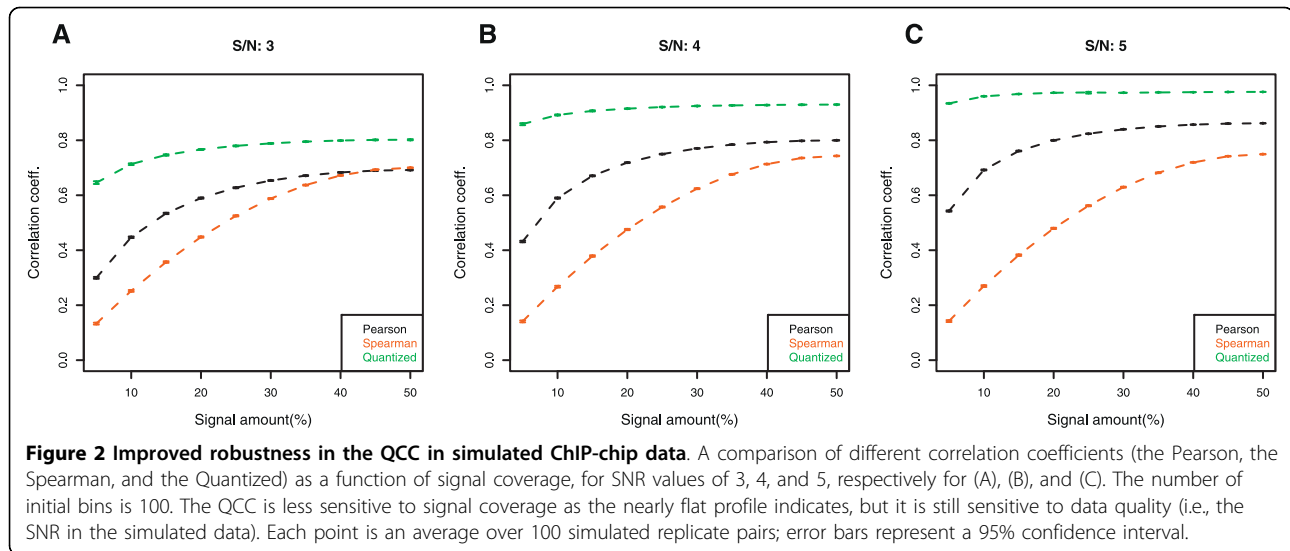 A
S/N: 3
Correlation coeff.
0.0 0.2 0.4 0.6 0.8 1.0
10 20 30 40 50
Signal amount(%)
Pearson
Spearman
Quantized
B
S/N: 4
Correlation coeff.
0.0 0.2 0.4 0.6 0.8 1.0
10 20 30 40 50
Signal amount(%)
Pearson
Spearman
Quantized
C
S/N: 5
Correlation coeff.
0.0 0.2 0.4 0.6 0.8 1.0
10 20 30 40 50
Signal amount(%)
Pearson
Spearman
Quantized
Figure 2 Improved robustness in the QCC in simulated ChIP-chip data. A comparison of different correlation coefficients (the Pearson, the
Spearman, and the Quantized) as a function of signal coverage, for SNR values of 3, 4, and 5, respectively for (A), (B), and (C). The number of
initial bins is 100. The QCC is less sensitive to signal coverage as the nearly flat profile indicates, but it is still sensitive to data quality (i.e., the
SNR in the simulated data). Each point is an average over 100 simulated replicate pairs; error bars represent a 95% confidence interval.